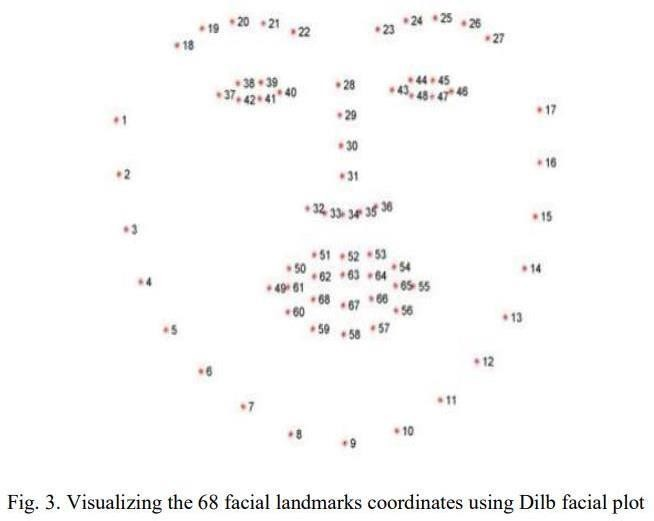 20 21 24 25
19 22 23 26
18 27
38 39 44 45
37 42 41 40 43 48 47 46
28
1 29 17
30
2 31 16
32 33 34 35 36
3 15
51 52 53
50 62 63 64 54 14
4 49 61 65 55
68 67 66
60 56
5 59 58 57 13
6 12
7 11
8 10
9
Fig. 3. Visualizing the 68 facial landmarks coordinates using Dilb facial plot